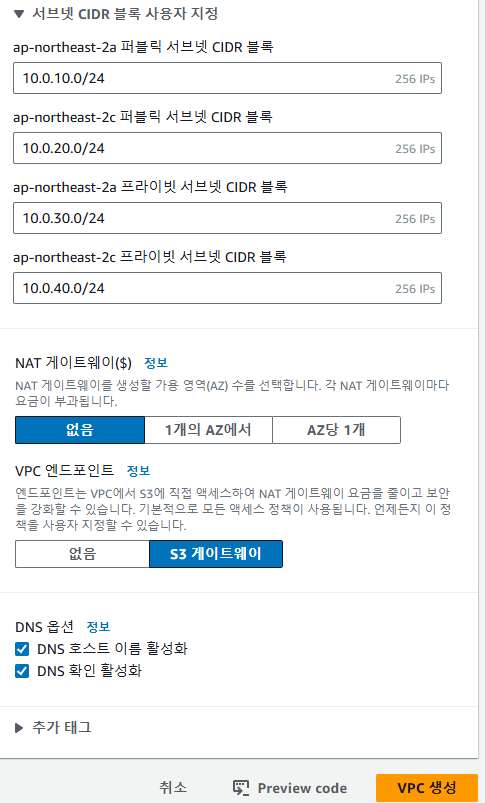 서브넷 CIDR 블록 사용자 지정
ap-northeast-2a 퍼블릭 서브넷 CIDR 블록
10.0.10.0/24 256 IPs
ap-northeast-2c 퍼블릭 서브넷 CIDR 블록
10.0.20.0/24 256 IPs
ap-northeast-2a 프라이빗 서브넷 CIDR 블록
10.0.30.0/24 256 IPs
ap-northeast-2c 프라이빗 서브넷 CIDR 블록
10.0.40.0/24 256 IPs
NAT 게이트웨이($) 정보
NAT 게이트웨이를 생성할 가용 영역(AZ) 수를 선택합니다. 각 NAT 게이트웨이마다
요금이 부과됩니다.
없음 1개의 AZ에서 AZ당 1개
VPC 엔드포인트 정보
엔드포인트는 VPC에서 S3에 직접 액세스하여 NAT 게이트웨이 요금을 줄이고 보안
을 강화할 수 있습니다. 기본적으로 모든 액세스 정책이 사용됩니다. 언제든지 이 정
책을 사용자 지정할 수 있습니다.
없음 S3 게이트웨이
DNS 옵션 정보
DNS 호스트 이름 활성화
DNS 확인 활성화
추가 태그
취소 Preview code VPC 생성